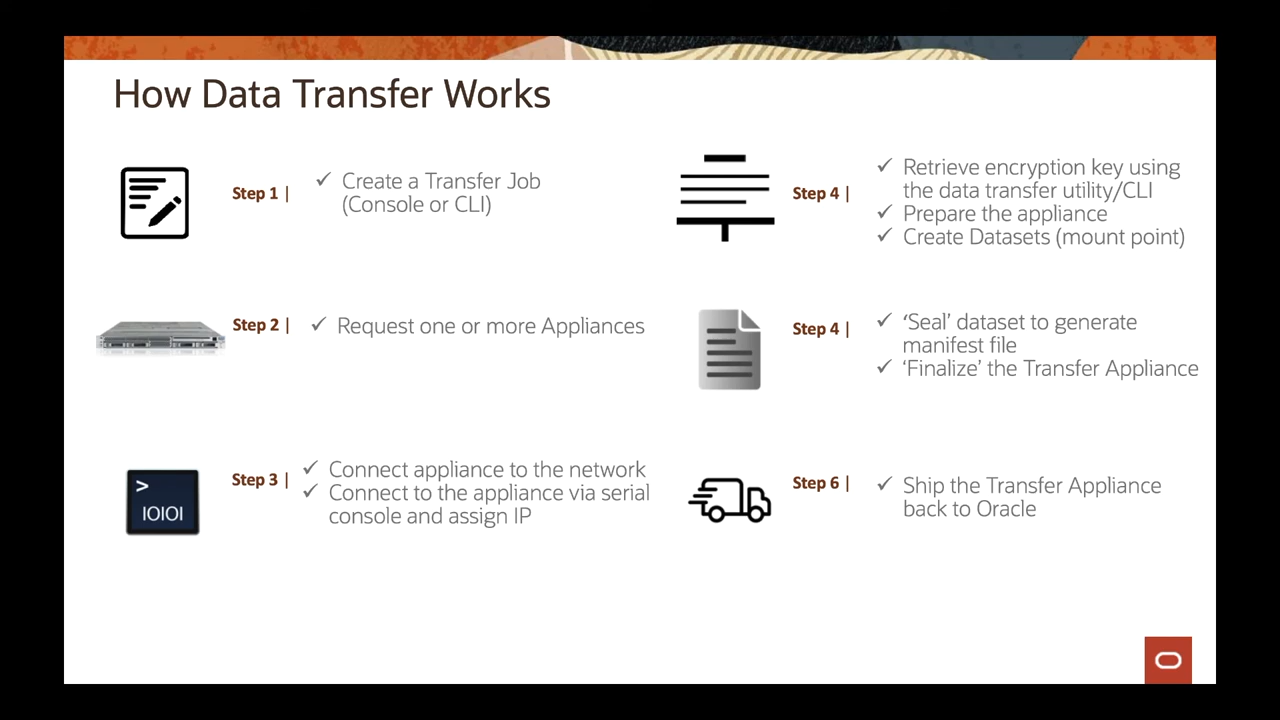 How Data Transfer Works
Step 1 |
✓ Create a Transfer Job
(Console or CLI)
Step 2 |
✓ Request one or more Appliances
>
IOIOI
Step 3 |
✓ Connect appliance to the network
✓ Connect to the appliance via serial
console and assign IP
Step 4 |
✓ Retrieve encryption key using
the data transfer utility/CLI
✓ Prepare the appliance
✓ Create Datasets (mount point)
Step 4 |
✓ ‘Seal’ dataset to generate
manifest file
✓ ‘Finalize’ the Transfer Appliance
Step 6 |
✓ Ship the Transfer Appliance
back to Oracle